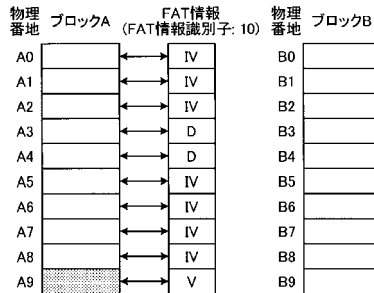 物理番地 ブロックA FAT情報 (FAT情報識別子: 10) 物理番地 ブロックB
A0 IV B0
A1 IV B1
A2 IV B2
A3 D B3
A4 D B4
A5 IV B5
A6 IV B6
A7 IV B7
A8 IV B8
A9 V B9